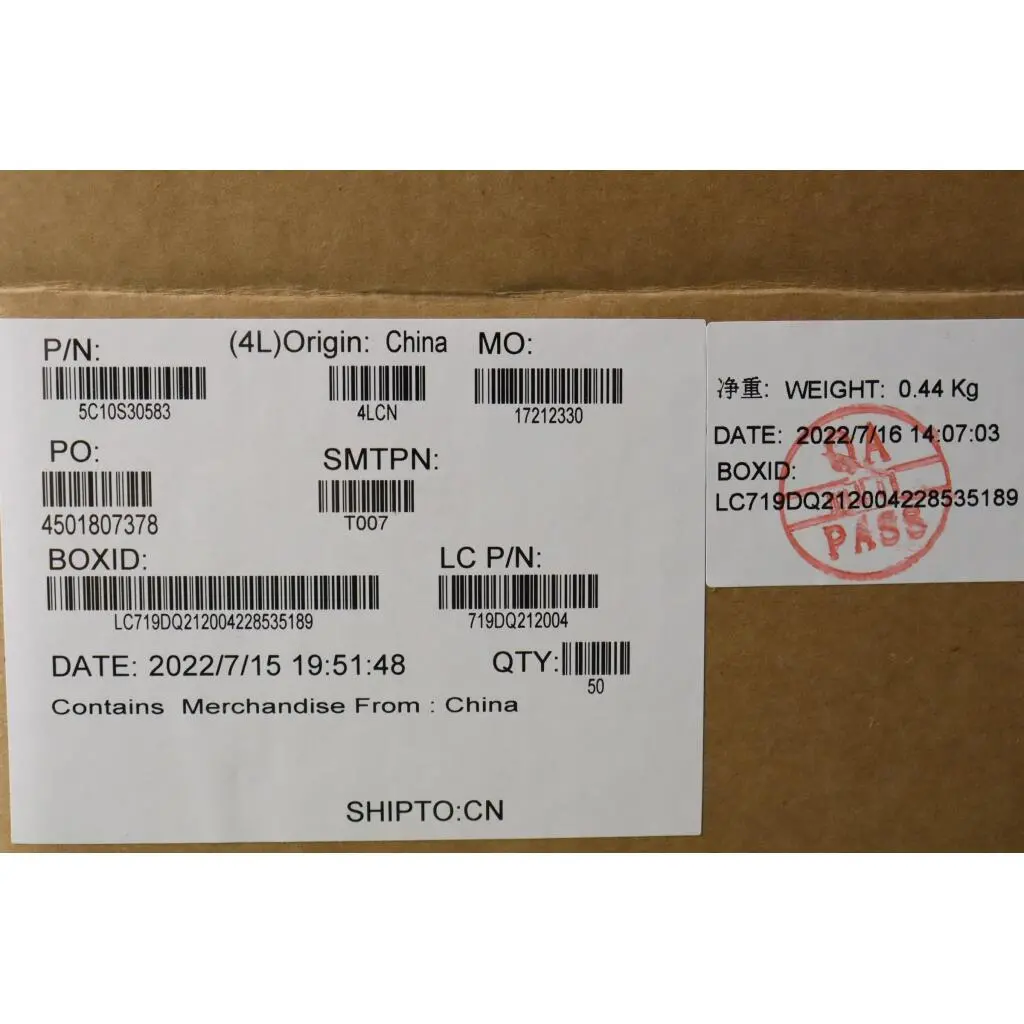 P/N: (4L)Origin: China MO:
5C10S30583 4LCN 17212330
PO: SMTPN:
4501807378 T007
BOXID: LC P/N:
LC719DQ212004228535189 719DQ212004
DATE: 2022/7/15 19:51:48 QTY:
50
Contains Merchandise From : China
SHIPTO:CN
净重: WEIGHT: 0.44 Kg
DATE: 2022/7/16 14:07:03
BOXID:
LC719DQ212004228535189
QA
PASS